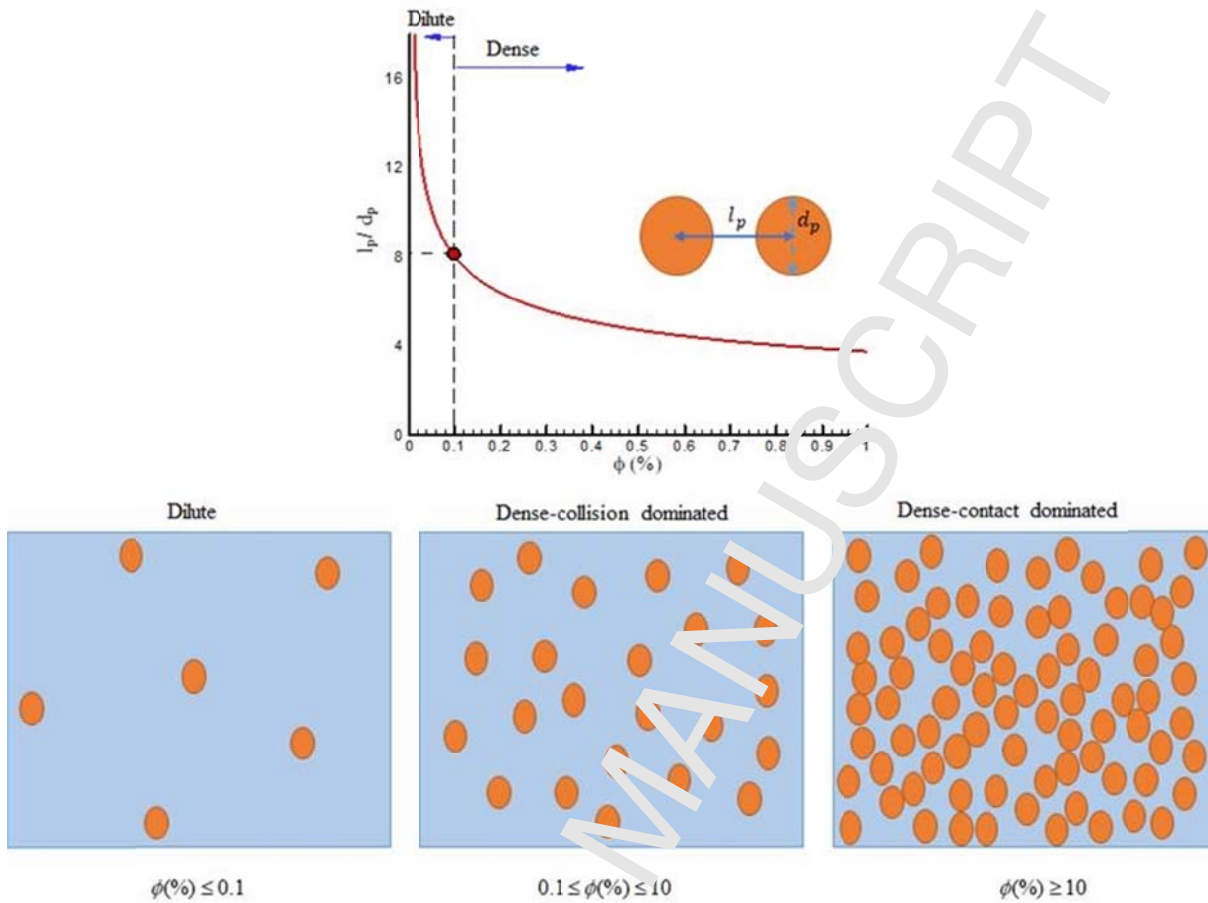 Dilute
Dense
16
12
8
4
0
l_p/ d_p
l_p
d_p
0 0.1 0.2 0.3 0.4 0.5 0.6 0.7 0.8 0.9 1
ϕ (%)
MANUSCRIPT
Dilute Dense-collision dominated Dense-contact dominated
ϕ(%) ≤ 0.1 0.1 ≤ ϕ(%) ≤ 10 ϕ(%) ≥ 10